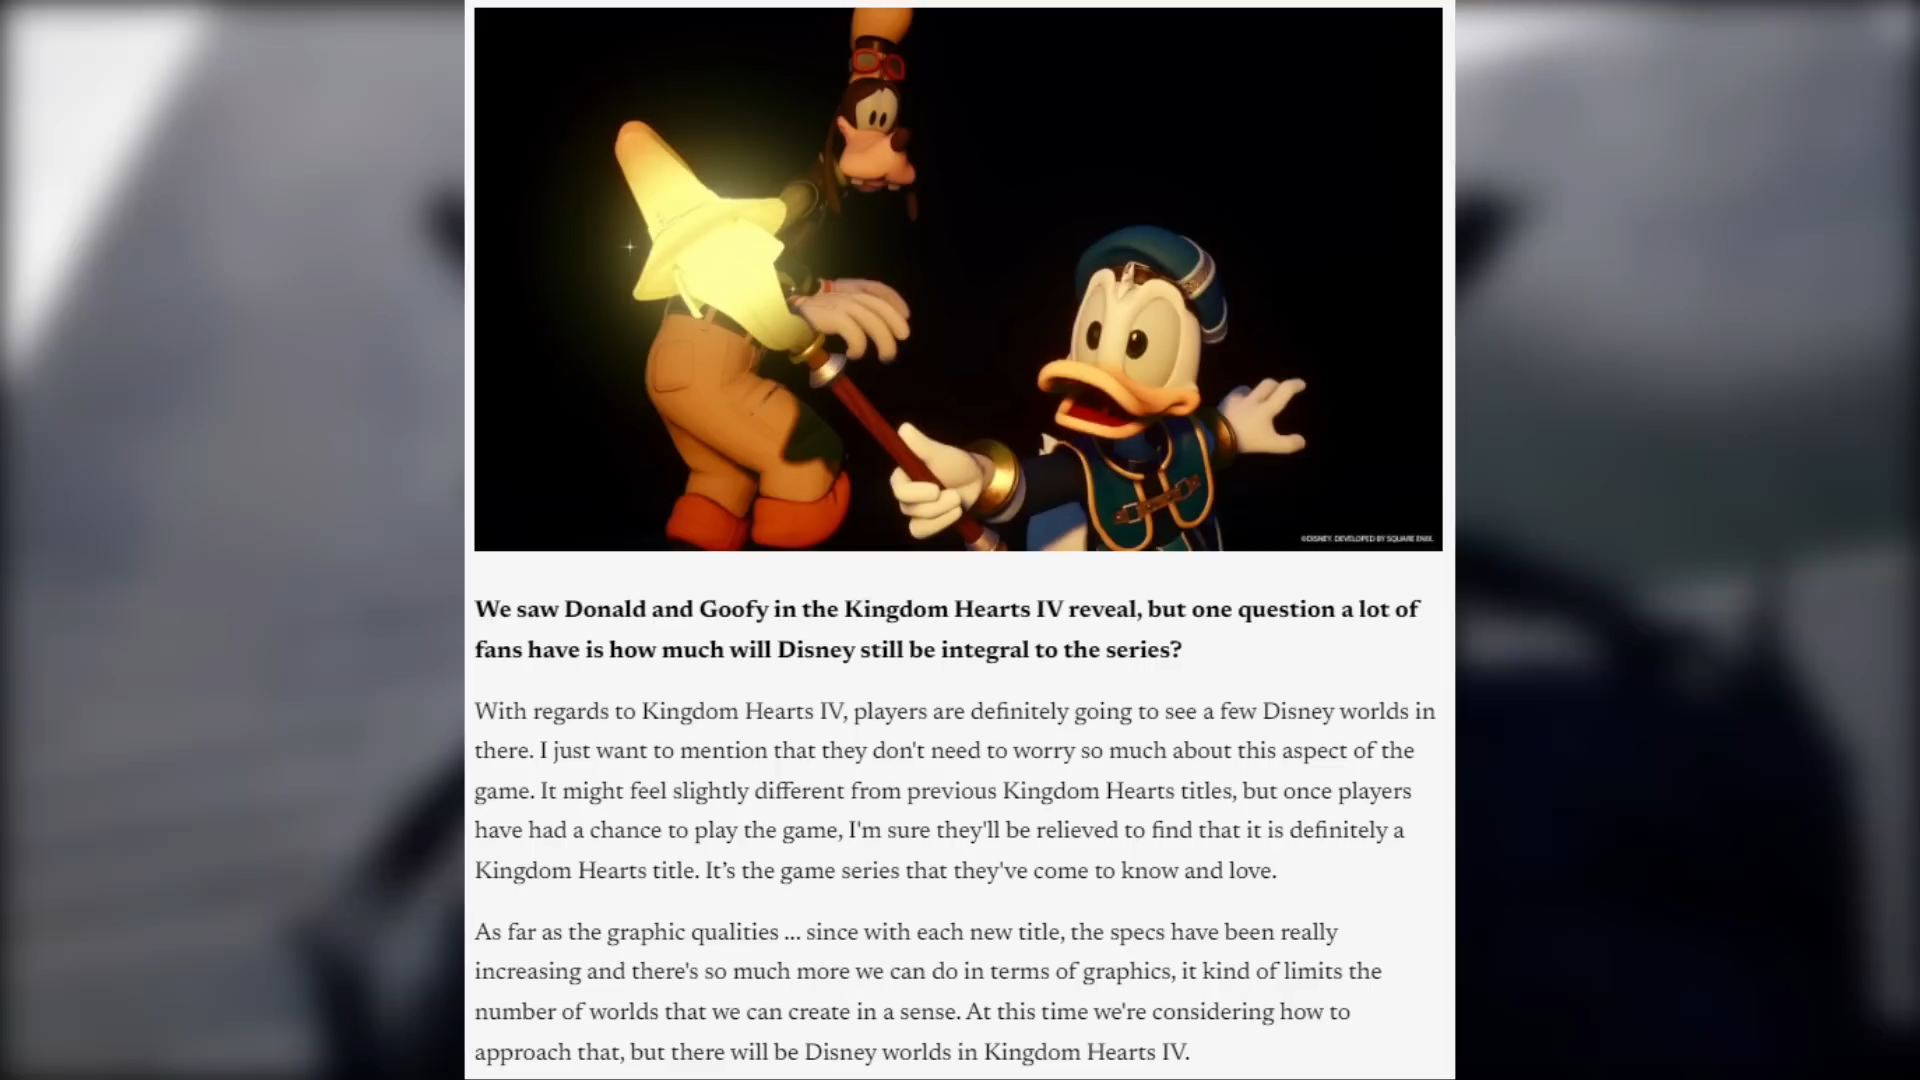 ©DISNEY. DEVELOPED BY SQUARE ENIX.
We saw Donald and Goofy in the Kingdom Hearts IV reveal, but one question a lot of
fans have is how much will Disney still be integral to the series?
With regards to Kingdom Hearts IV, players are definitely going to see a few Disney worlds in
there. I just want to mention that they don't need to worry so much about this aspect of the
game. It might feel slightly different from previous Kingdom Hearts titles, but once players
have had a chance to play the game, I'm sure they'll be relieved to find that it is definitely a
Kingdom Hearts title. It’s the game series that they've come to know and love.
As far as the graphic qualities ... since with each new title, the specs have been really
increasing and there's so much more we can do in terms of graphics, it kind of limits the
number of worlds that we can create in a sense. At this time we're considering how to
approach that, but there will be Disney worlds in Kingdom Hearts IV.